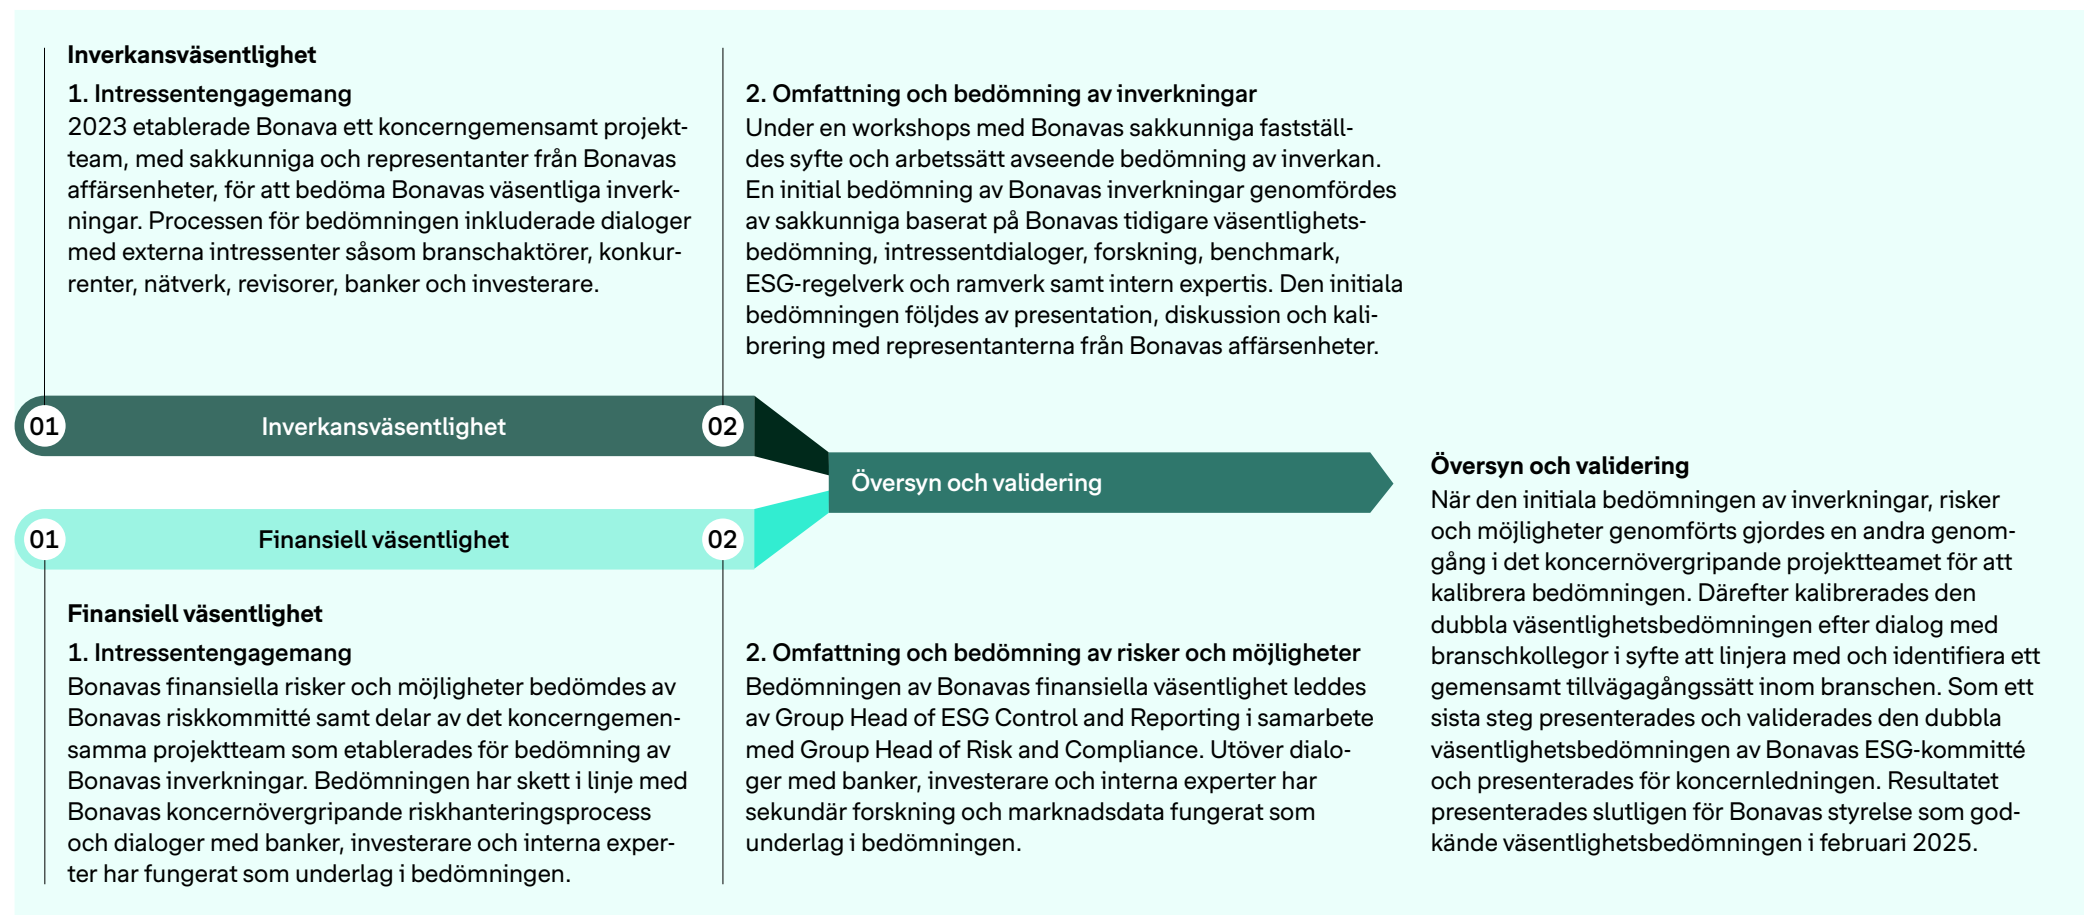 Inverkansväsentlighet
1. Intressentengagemang
2023 etablerade Bonava ett koncerngemensamt projekt-
team, med sakkunniga och representanter från Bonavas
affärsenheter, för att bedöma Bonavas väsentliga inverk-
ningar. Processen för bedömningen inkluderade dialoger
med externa intressenter såsom branschaktörer, konkur-
renter, nätverk, revisorer, banker och investerare.
2. Omfattning och bedömning av inverkningar
Under en workshops med Bonavas sakkunniga fastställ-
des syfte och arbetssätt avseende bedömning av inverkan.
En initial bedömning av Bonavas inverkningar genomfördes
av sakkunniga baserat på Bonavas tidigare väsentlighets-
bedömning, intressentdialoger, forskning, benchmark,
ESG-regelverk och ramverk samt intern expertis. Den initiala
bedömningen följdes av presentation, diskussion och kali-
brering med representanterna från Bonavas affärsenheter.
01 Inverkansväsentlighet 02
Översyn och validering
01 Finansiell väsentlighet 02
Finansiell väsentlighet
1. Intressentengagemang
Bonavas finansiella risker och möjligheter bedömdes av
Bonavas riskkommitté samt delar av det koncerngemen-
samma projektteam som etablerades för bedömning av
Bonavas inverkningar. Bedömningen har skett i linje med
Bonavas koncernövergripande riskhanteringsprocess
och dialoger med banker, investerare och interna exper-
ter har fungerat som underlag i bedömningen.
2. Omfattning och bedömning av risker och möjligheter
Bedömningen av Bonavas finansiella väsentlighet leddes
av Group Head of ESG Control and Reporting i samarbete
med Group Head of Risk and Compliance. Utöver dialo-
ger med banker, investerare och interna experter har
sekundär forskning och marknadsdata fungerat som
underlag i bedömningen.
Översyn och validering
När den initiala bedömningen av inverkningar, risker
och möjligheter genomförts gjordes en andra genom-
gång i det koncernövergripande projektteamet för att
kalibrera bedömningen. Därefter kalibrerades den
dubbla väsentlighetsbedömningen efter dialog med
branschkollegor i syfte att linjera med och identifiera ett
gemensamt tillvägagångssätt inom branschen. Som ett
sista steg presenterades och validerades den dubbla
väsentlighetsbedömningen av Bonavas ESG-kommitté
och presenterades för koncernledningen. Resultatet
presenterades slutligen för Bonavas styrelse som god-
kände väsentlighetsbedömningen i februari 2025.